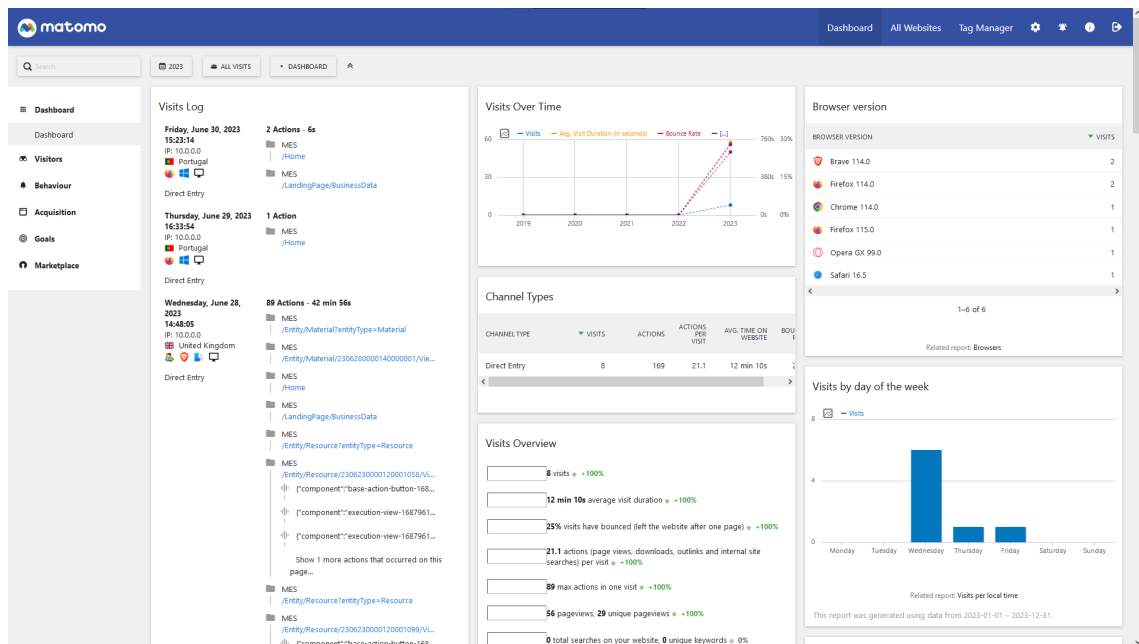 matomo
Dashboard
All Websites
Tag Manager
Search
2023
ALL VISITS
DASHBOARD
Dashboard
Dashboard
Visitors
Behaviour
Acquisition
Goals
Marketplace
Visits Log
Friday, June 30, 2023
15:23:14
IP: 10.0.0.0
Portugal
Direct Entry
2 Actions - 6s
MES
/Home
MES
/LandingPage/BusinessData
Thursday, June 29, 2023
16:33:54
IP: 10.0.0.0
Portugal
Direct Entry
1 Action
MES
/Home
Wednesday, June 28,
2023
14:48:05
IP: 10.0.0.0
United Kingdom
Direct Entry
89 Actions - 42 min 56s
MES
/Entity/Material?entityType=Material
MES
/Entity/Material/2306280000140000001/Vie...
MES
/Home
MES
/LandingPage/BusinessData
MES
/Entity/Resource?entityType=Resource
MES
/Entity/Resource/2306230000120001058/Vi...
{"component":"base-action-button-168...
{"component":"execution-view-1687961...
{"component":"execution-view-1687961...
Show 1 more actions that occurred on this
page...
MES
/Entity/Resource?entityType=Resource
MES
/Entity/Resource/2306230000120001099/Vi...
{"component":"base-action-button-168...
Visits Over Time
Visits
Avg. Visit Duration (in seconds)
Bounce Rate
[...]
60 760s 30%
30 380s 15%
0 0s 0%
2019 2020 2021 2022 2023
Channel Types
CHANNEL TYPE VISITS ACTIONS ACTIONS PER VISIT AVG. TIME ON WEBSITE
Direct Entry 8 169 21.1 12 min 10s
Visits Overview
8 visits +100%
12 min 10s average visit duration +100%
25% visits have bounced (left the website after one page) +100%
21.1 actions (page views, downloads, outlinks and internal site
searches) per visit +100%
89 max actions in one visit +100%
56 pageviews, 29 unique pageviews +100%
0 total searches on your website, 0 unique keywords 0%
Browser version
BROWSER VERSION VISITS
Brave 114.0 2
Firefox 114.0 2
Chrome 114.0 1
Firefox 115.0 1
Opera GX 99.0 1
Safari 16.5 1
1–6 of 6
Related report: Browsers
Visits by day of the week
Visits
8
4
0
Monday Tuesday Wednesday Thursday Friday Saturday Sunday
Related report: Visits per local time
This report was generated using data from 2023-01-01 – 2023-12-31.